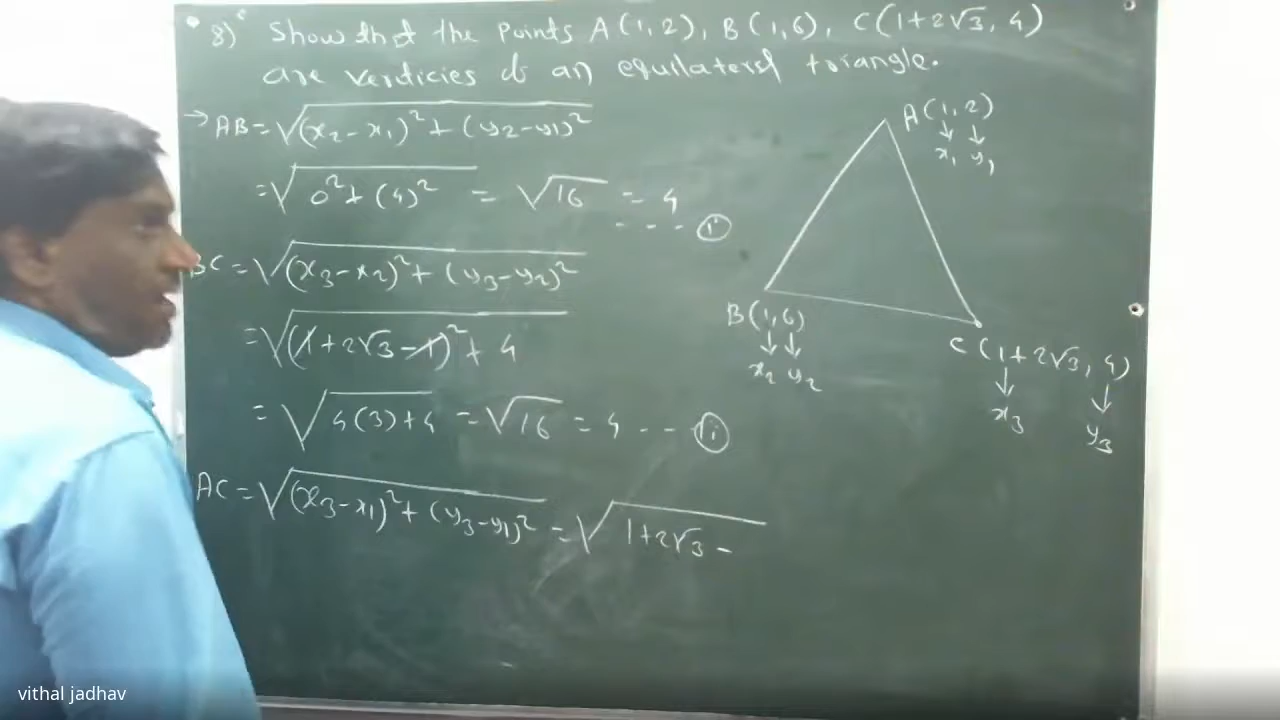 8) Show that the points A(1,2), B(1,6), C(1+2√3, 4)
are verticies of an equilateral triangle.
→ AB = √(x₂-x₁)² + (y₂-y₁)²
= √0² + (4)² = √16 = 4
- - - (i)
BC = √(x₃-x₂)² + (y₃-y₂)²
= √(1+2√3-1)² + 4
= √4(3)+4 = √16 = 4 - - (ii)
AC = √(x₃-x₁)² + (y₃-y₁)² = √1+2√3 -
A(1,2)
↓ ↓
x₁ y₁
B(1,6)
↓ ↓
x₂ y₂
C(1+2√3, 4)
↓ ↓
x₃ y₃
vithal jadhav